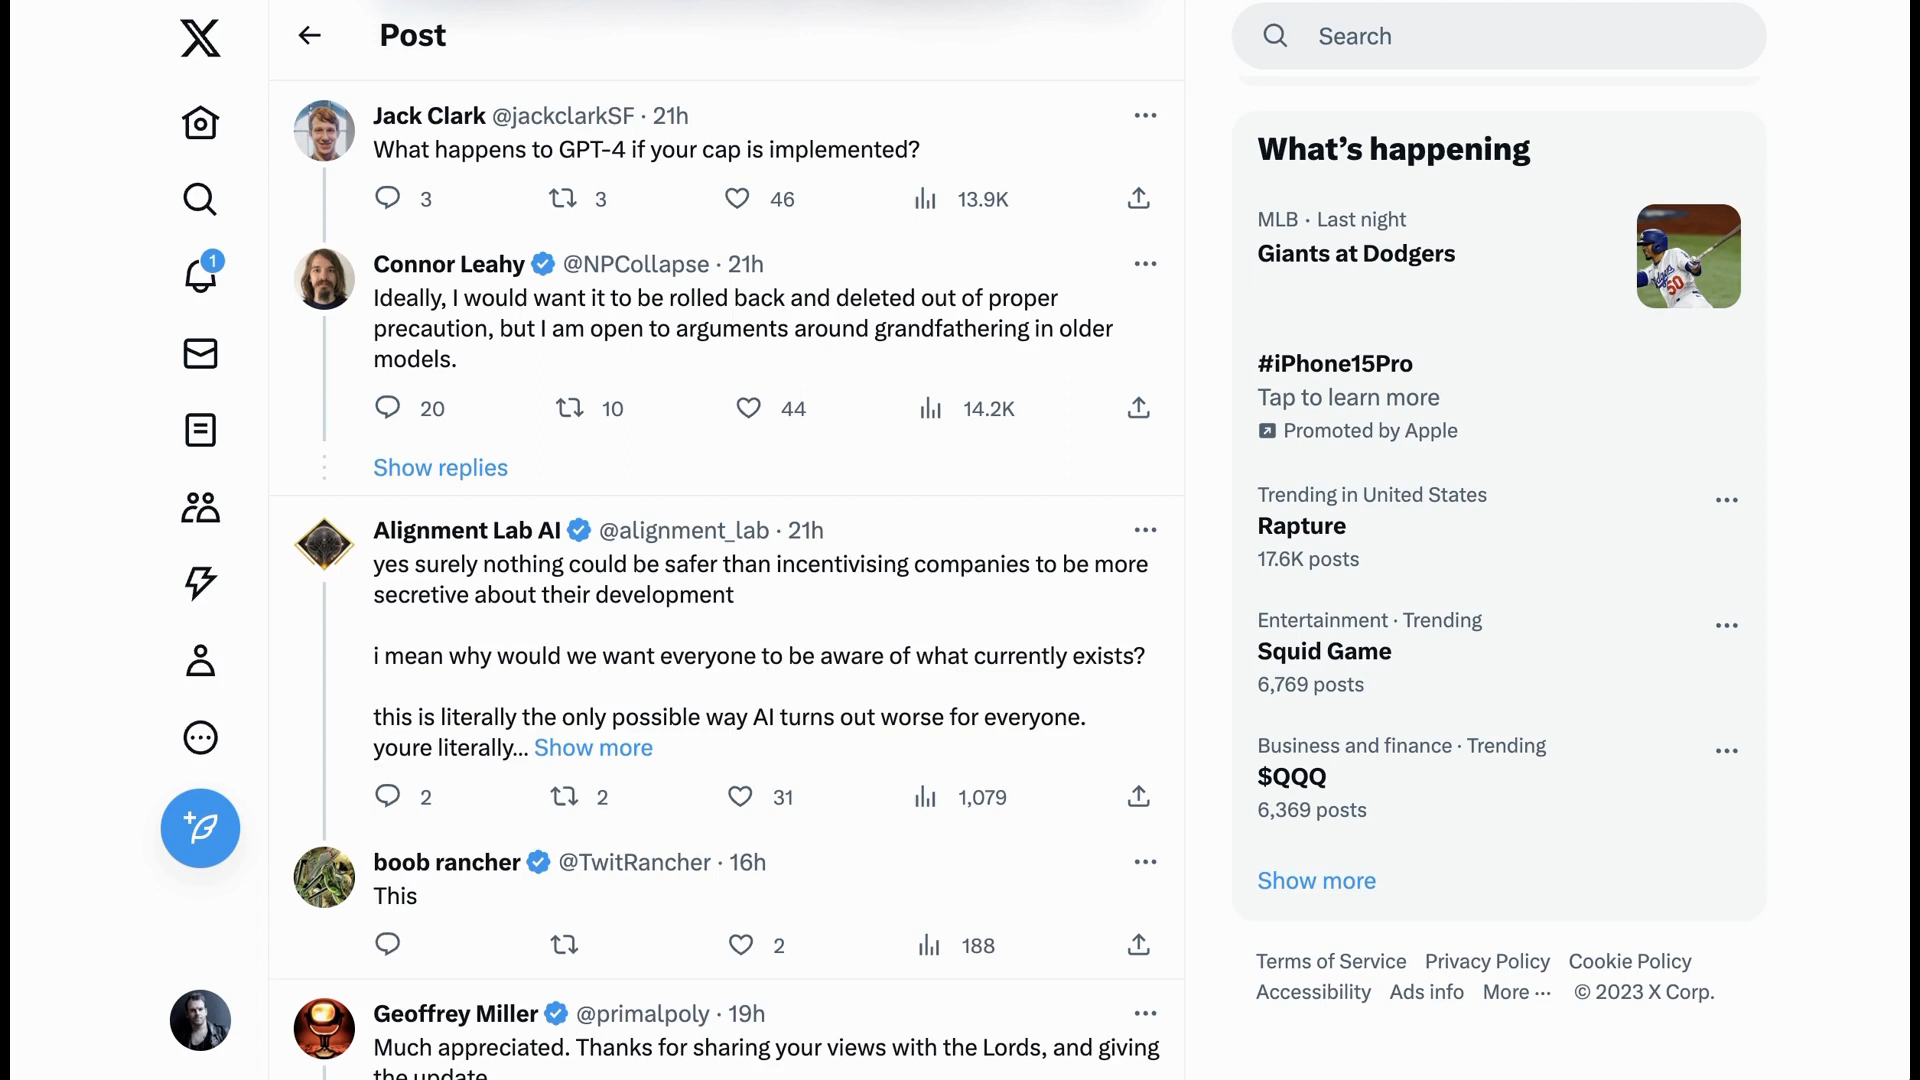 Post
Search
Jack Clark @jackclarkSF · 21h
What happens to GPT-4 if your cap is implemented?
3 3 46 13.9K
Connor Leahy @NPCollapse · 21h
Ideally, I would want it to be rolled back and deleted out of proper
precaution, but I am open to arguments around grandfathering in older
models.
20 10 44 14.2K
Show replies
Alignment Lab AI @alignment_lab · 21h
yes surely nothing could be safer than incentivising companies to be more
secretive about their development
i mean why would we want everyone to be aware of what currently exists?
this is literally the only possible way AI turns out worse for everyone.
youre literally... Show more
2 2 31 1,079
boob rancher @TwitRancher · 16h
This
2 188
Geoffrey Miller @primalpoly · 19h
Much appreciated. Thanks for sharing your views with the Lords, and giving
the update
1
What's happening
MLB · Last night
Giants at Dodgers
50
#iPhone15Pro
Tap to learn more
Promoted by Apple
Trending in United States
Rapture
17.6K posts
Entertainment · Trending
Squid Game
6,769 posts
Business and finance · Trending
$QQQ
6,369 posts
Show more
Terms of Service Privacy Policy Cookie Policy
Accessibility Ads info More ··· © 2023 X Corp.